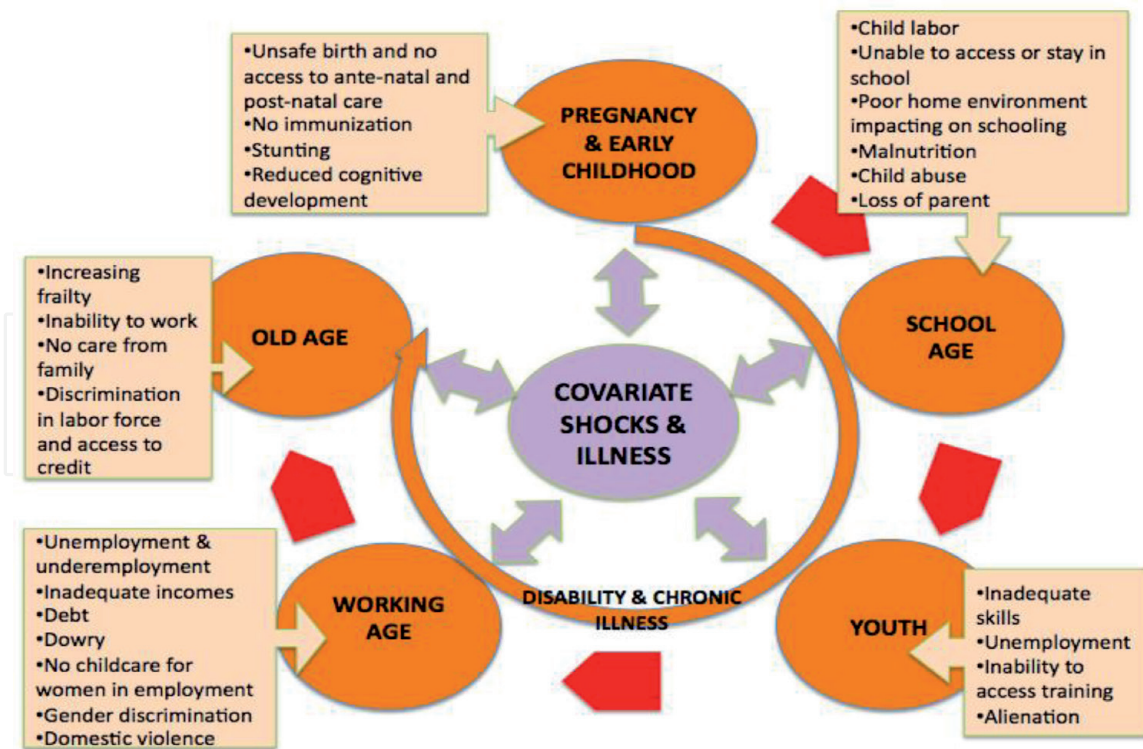 •Unsafe birth and no
access to ante-natal and
post-natal care
•No immunization
•Stunting
•Reduced cognitive
development
PREGNANCY
& EARLY
CHILDHOOD
•Child labor
•Unable to access or stay in
school
•Poor home environment
impacting on schooling
•Malnutrition
•Child abuse
•Loss of parent
•Increasing
frailty
•Inability to work
•No care from
family
•Discrimination
in labor force
and access to
credit
OLD AGE
COVARIATE
SHOCKS &
ILLNESS
SCHOOL
AGE
•Unemployment &
underemployment
•Inadequate incomes
•Debt
•Dowry
•No childcare for
women in employment
•Gender discrimination
•Domestic violence
WORKING
AGE
DISABILITY & CHRONIC
ILLNESS
YOUTH
•Inadequate
skills
•Unemployment
•Inability to
access training
•Alienation